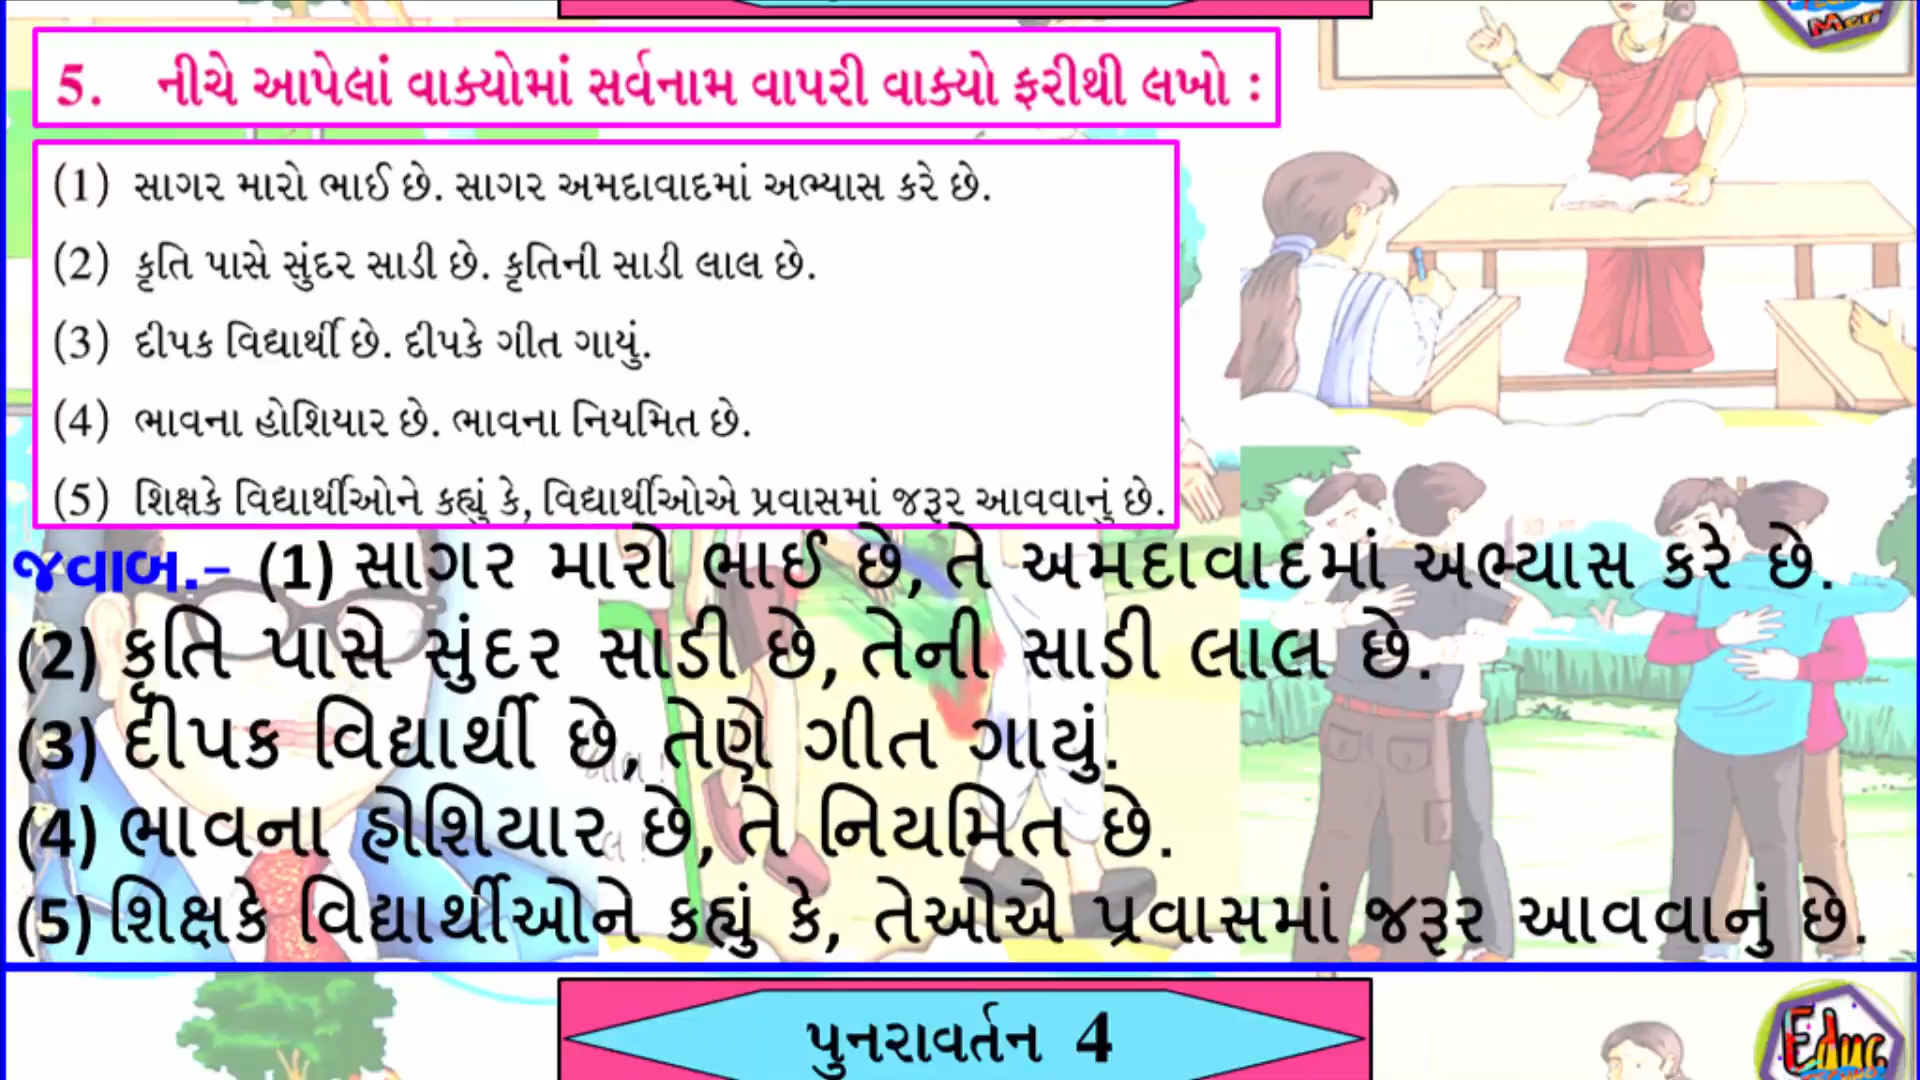 5. નીચે આપેલાં વાક્યોમાં સર્વનામ વાપરી વાક્યો ફરીથી લખો :
(1) સાગર મારો ભાઈ છે. સાગર અમદાવાદમાં અભ્યાસ કરે છે.
(2) કૃતિ પાસે સુંદર સાડી છે. કૃતિની સાડી લાલ છે.
(3) દીપક વિદ્યાર્થી છે. દીપકે ગીત ગાયું.
(4) ભાવના હોશિયાર છે. ભાવના નિયમિત છે.
(5) શિક્ષકે વિદ્યાર્થીઓને કહ્યું કે, વિદ્યાર્થીઓએ પ્રવાસમાં જરૂર આવવાનું છે.
જવાબ.- (1) સાગર મારો ભાઈ છે, તે અમદાવાદમાં અભ્યાસ કરે છે.
(2) કૃતિ પાસે સુંદર સાડી છે, તેની સાડી લાલ છે.
(3) દીપક વિદ્યાર્થી છે, તેણે ગીત ગાયું.
(4) ભાવના હોશિયાર છે, તે નિયમિત છે.
(5) શિક્ષકે વિદ્યાર્થીઓને કહ્યું કે, તેઓએ પ્રવાસમાં જરૂર આવવાનું છે.
પુનરાવર્તન 4
Educ